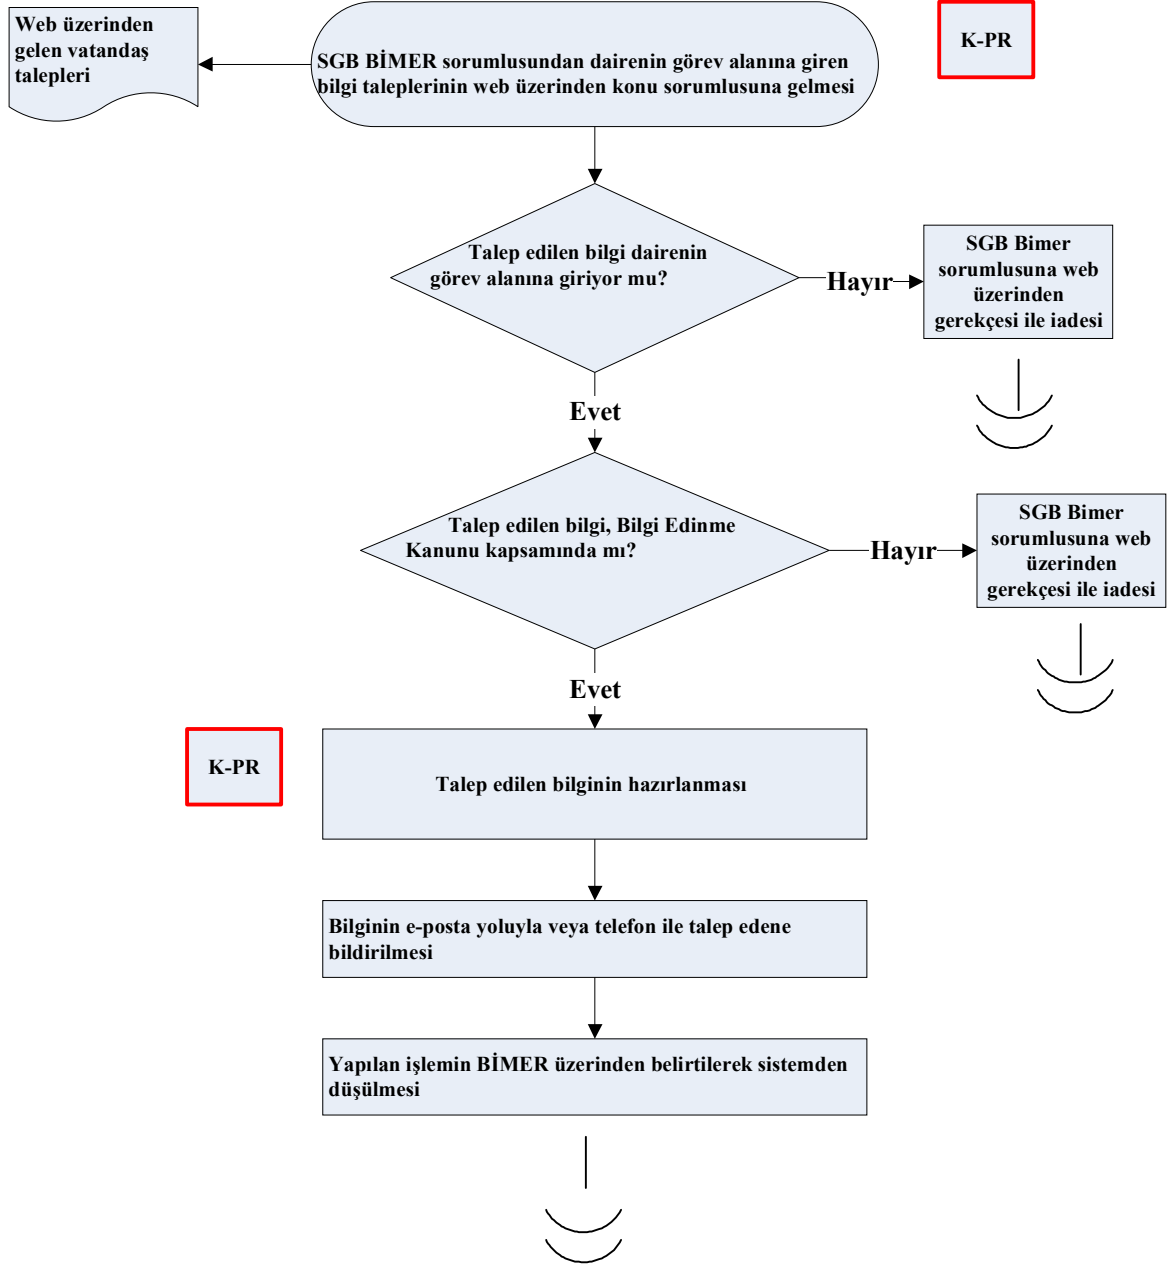 Web üzerinden
gelen vatandaş
talepleri
SGB BİMER sorumlusundan dairenin görev alanına giren
bilgi taleplerinin web üzerinden konu sorumlusuna gelmesi
K-PR
Talep edilen bilgi dairenin
görev alanına giriyor mu?
Hayır
SGB Bimer
sorumlusuna web
üzerinden
gerekçesi ile iadesi
Evet
Talep edilen bilgi, Bilgi Edinme
Kanunu kapsamında mı?
Hayır
SGB Bimer
sorumlusuna web
üzerinden
gerekçesi ile iadesi
Evet
K-PR
Talep edilen bilginin hazırlanması
Bilginin e-posta yoluyla veya telefon ile talep edene
bildirilmesi
Yapılan işlemin BİMER üzerinden belirtilerek sistemden
düşülmesi